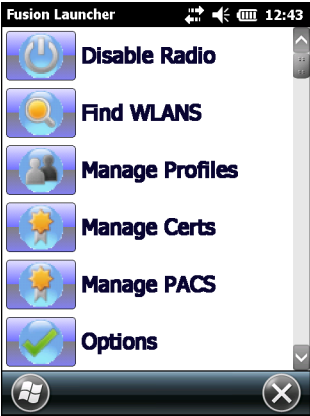 Fusion Launcher 12:43
Disable Radio
Find WLANS
Manage Profiles
Manage Certs
Manage PACS
Options